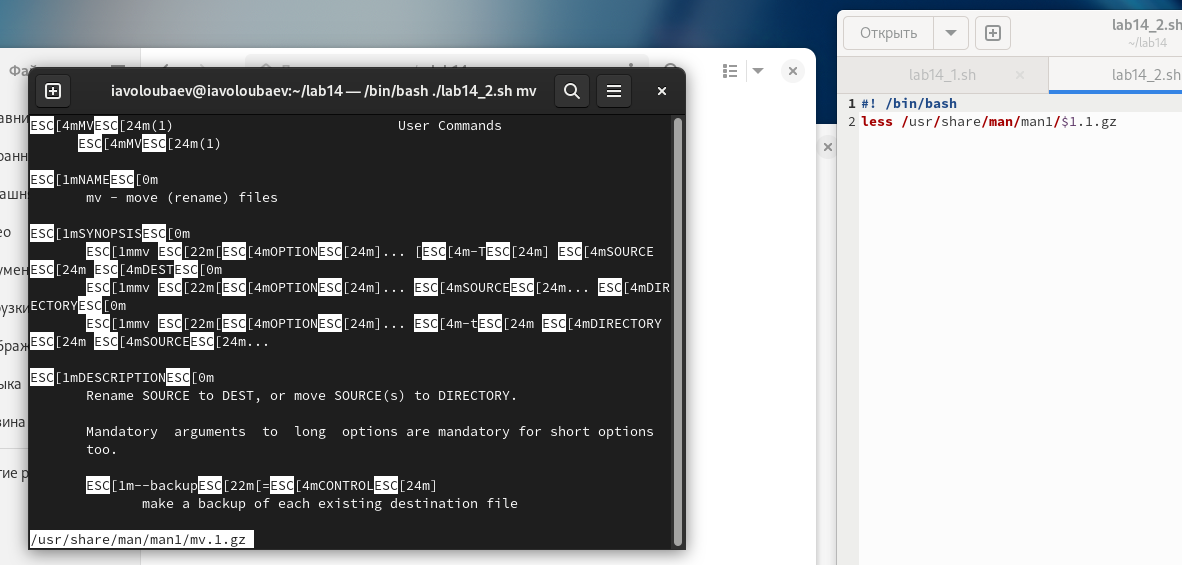 Открыть
lab14_2.sh
~/lab14
lab14_1.sh
lab14_2.sh
1 #! /bin/bash
2 less /usr/share/man/man1/$1.1.gz
iavoloubaev@iavoloubaev:~/lab14 — /bin/bash ./lab14_2.sh mv
ESC[4mMVESC[24m(1) User Commands
ESC[4mMVESC[24m(1)
ESC[1mNAMEESC[0m
mv - move (rename) files
ESC[1mSYNOPSISESC[0m
ESC[1mmv ESC[22m[ESC[4mOPTIONESC[24m]... [ESC[4m-TESC[24m] ESC[4mSOURCE
ESC[24m ESC[4mDESTESC[0m
ESC[1mmv ESC[22m[ESC[4mOPTIONESC[24m]... ESC[4mSOURCEESC[24m... ESC[4mDIR
ECTORYESC[0m
ESC[1mmv ESC[22m[ESC[4mOPTIONESC[24m]... ESC[4m-tESC[24m ESC[4mDIRECTORY
ESC[24m ESC[4mSOURCEESC[24m...
ESC[1mDESCRIPTIONESC[0m
Rename SOURCE to DEST, or move SOURCE(s) to DIRECTORY.
Mandatory arguments to long options are mandatory for short options
too.
ESC[1m--backupESC[22m[=ESC[4mCONTROLESC[24m]
make a backup of each existing destination file
/usr/share/man/man1/mv.1.gz